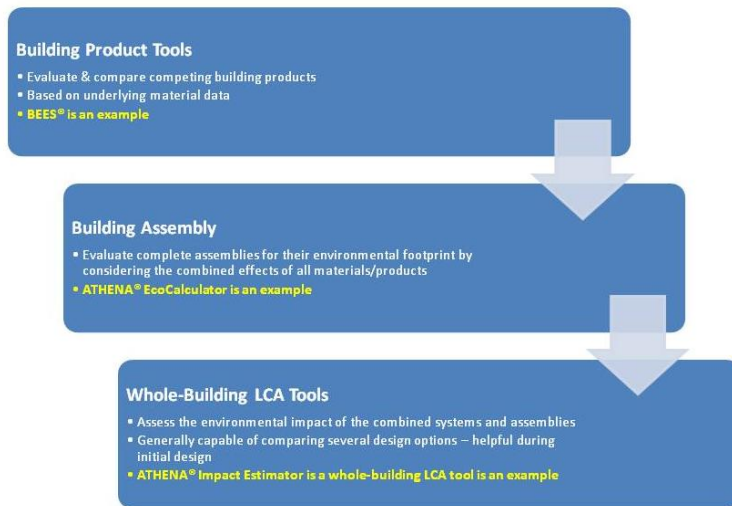 Building Product Tools
▪ Evaluate & compare competing building products
▪ Based on underlying material data
▪ BEES® is an example
Building Assembly
▪ Evaluate complete assemblies for their environmental footprint by
considering the combined effects of all materials/products
▪ ATHENA® EcoCalculator is an example
Whole-Building LCA Tools
▪ Assess the environmental impact of the combined systems and assemblies
▪ Generally capable of comparing several design options – helpful during
initial design
▪ ATHENA® Impact Estimator is a whole-building LCA tool is an example